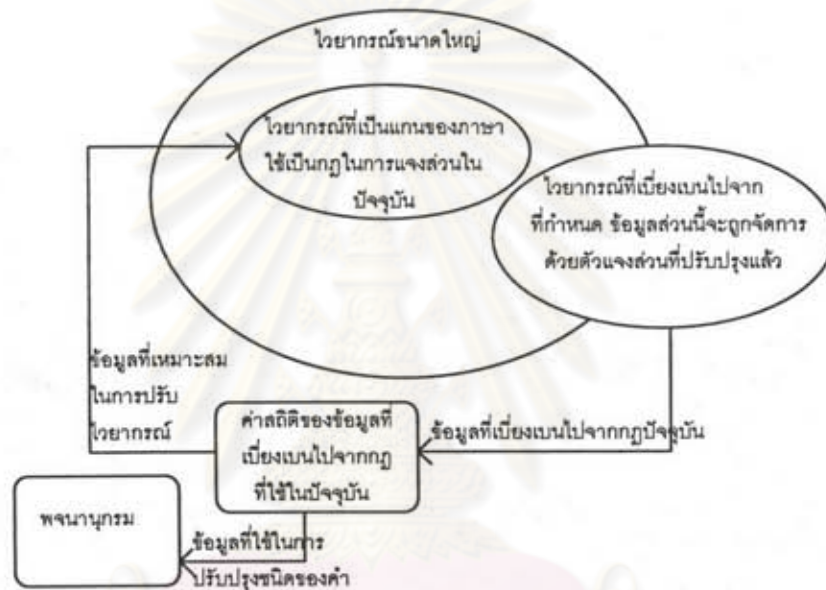 ไวยากรณ์ขนาดใหญ่
ไวยากรณ์ที่เป็นแกนของภาษา
ใช้เป็นกฎในการแจงส่วนใน
ปัจจุบัน
ไวยากรณ์ที่เบี่ยงเบนไปจาก
ที่กำหนด ข้อมูลส่วนนี้จะถูกจัดการ
ด้วยตัวแจงส่วนที่ปรับปรุงแล้ว
ข้อมูลที่เหมาะสม
ในการปรับ
ไวยากรณ์
ค่าสถิติของข้อมูลที่
เบี่ยงเบนไปจากกฎ
ที่ใช้ในปัจจุบัน
ข้อมูลที่เบี่ยงเบนไปจากกฎปัจจุบัน
พจนานุกรม
ข้อมูลที่ใช้ในการ
ปรับปรุงชนิดของคำ